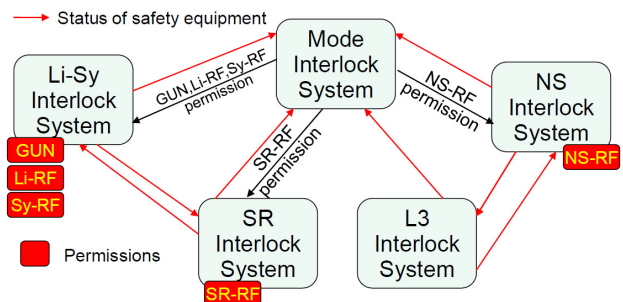 Status of safety equipment
Mode
Interlock
System
Li-Sy
Interlock
System
GUN,Li-RF,Sy-RF
permission
NS-RF
permission
NS
Interlock
System
GUN
Li-RF
Sy-RF
SR-RF
permission
NS-RF
SR
Interlock
System
L3
Interlock
System
Permissions
SR-RF